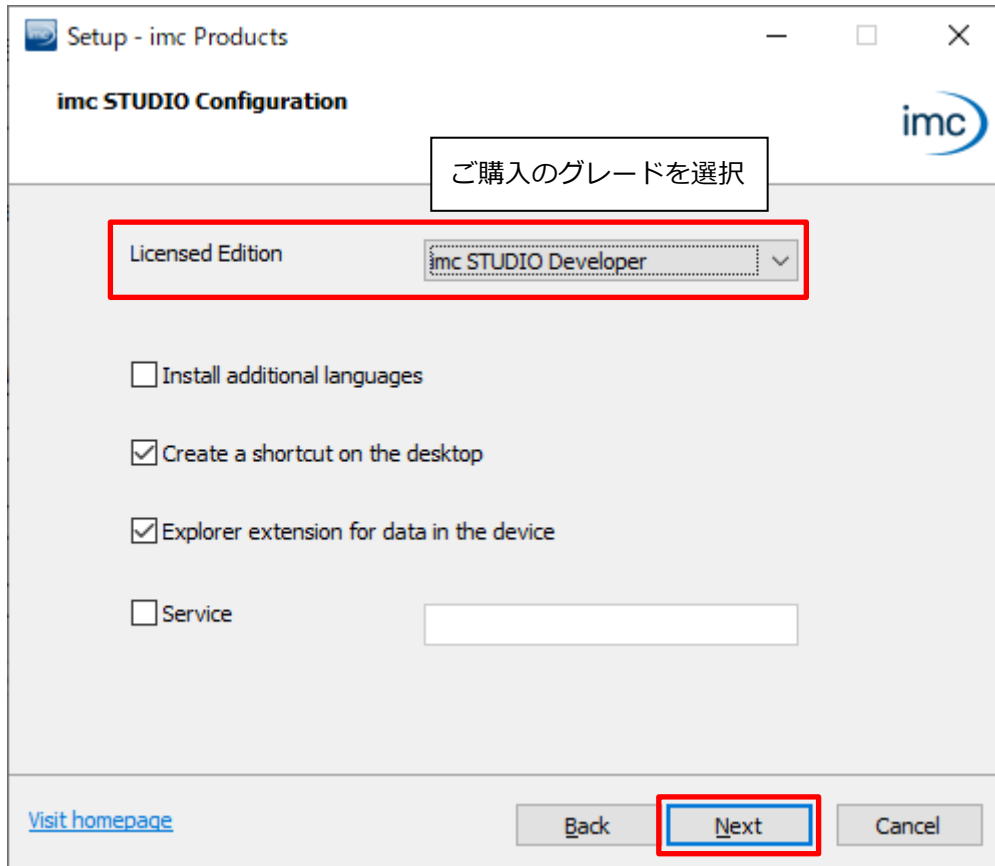 Setup - imc Products
imc STUDIO Configuration
imc
ご購入のグレードを選択
Licensed Edition
imc STUDIO Developer
Install additional languages
Create a shortcut on the desktop
Explorer extension for data in the device
Service
Visit homepage
Back
Next
Cancel